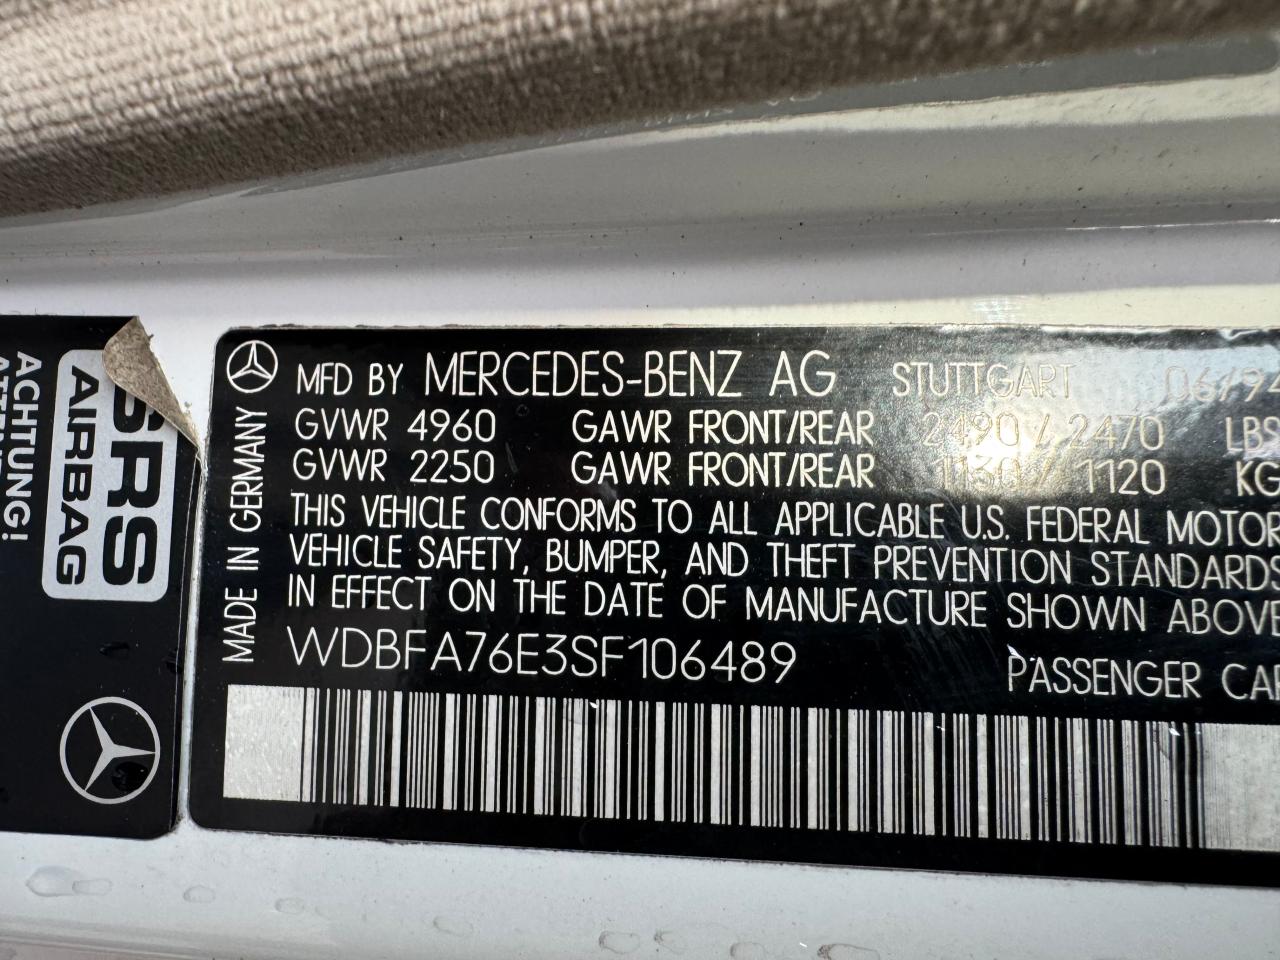 ACHTUNG!
SRS
AIRBAG
MADE IN GERMANY
MFD BY MERCEDES-BENZ AG STUTTGART 06/94
GVWR 4960 GAWR FRONT/REAR 2490 / 2470 LBS
GVWR 2250 GAWR FRONT/REAR 1130 / 1120 KG
THIS VEHICLE CONFORMS TO ALL APPLICABLE U.S. FEDERAL MOTOR
VEHICLE SAFETY, BUMPER, AND THEFT PREVENTION STANDARDS
IN EFFECT ON THE DATE OF MANUFACTURE SHOWN ABOVE
WDBFA76E3SF106489 PASSENGER CAR